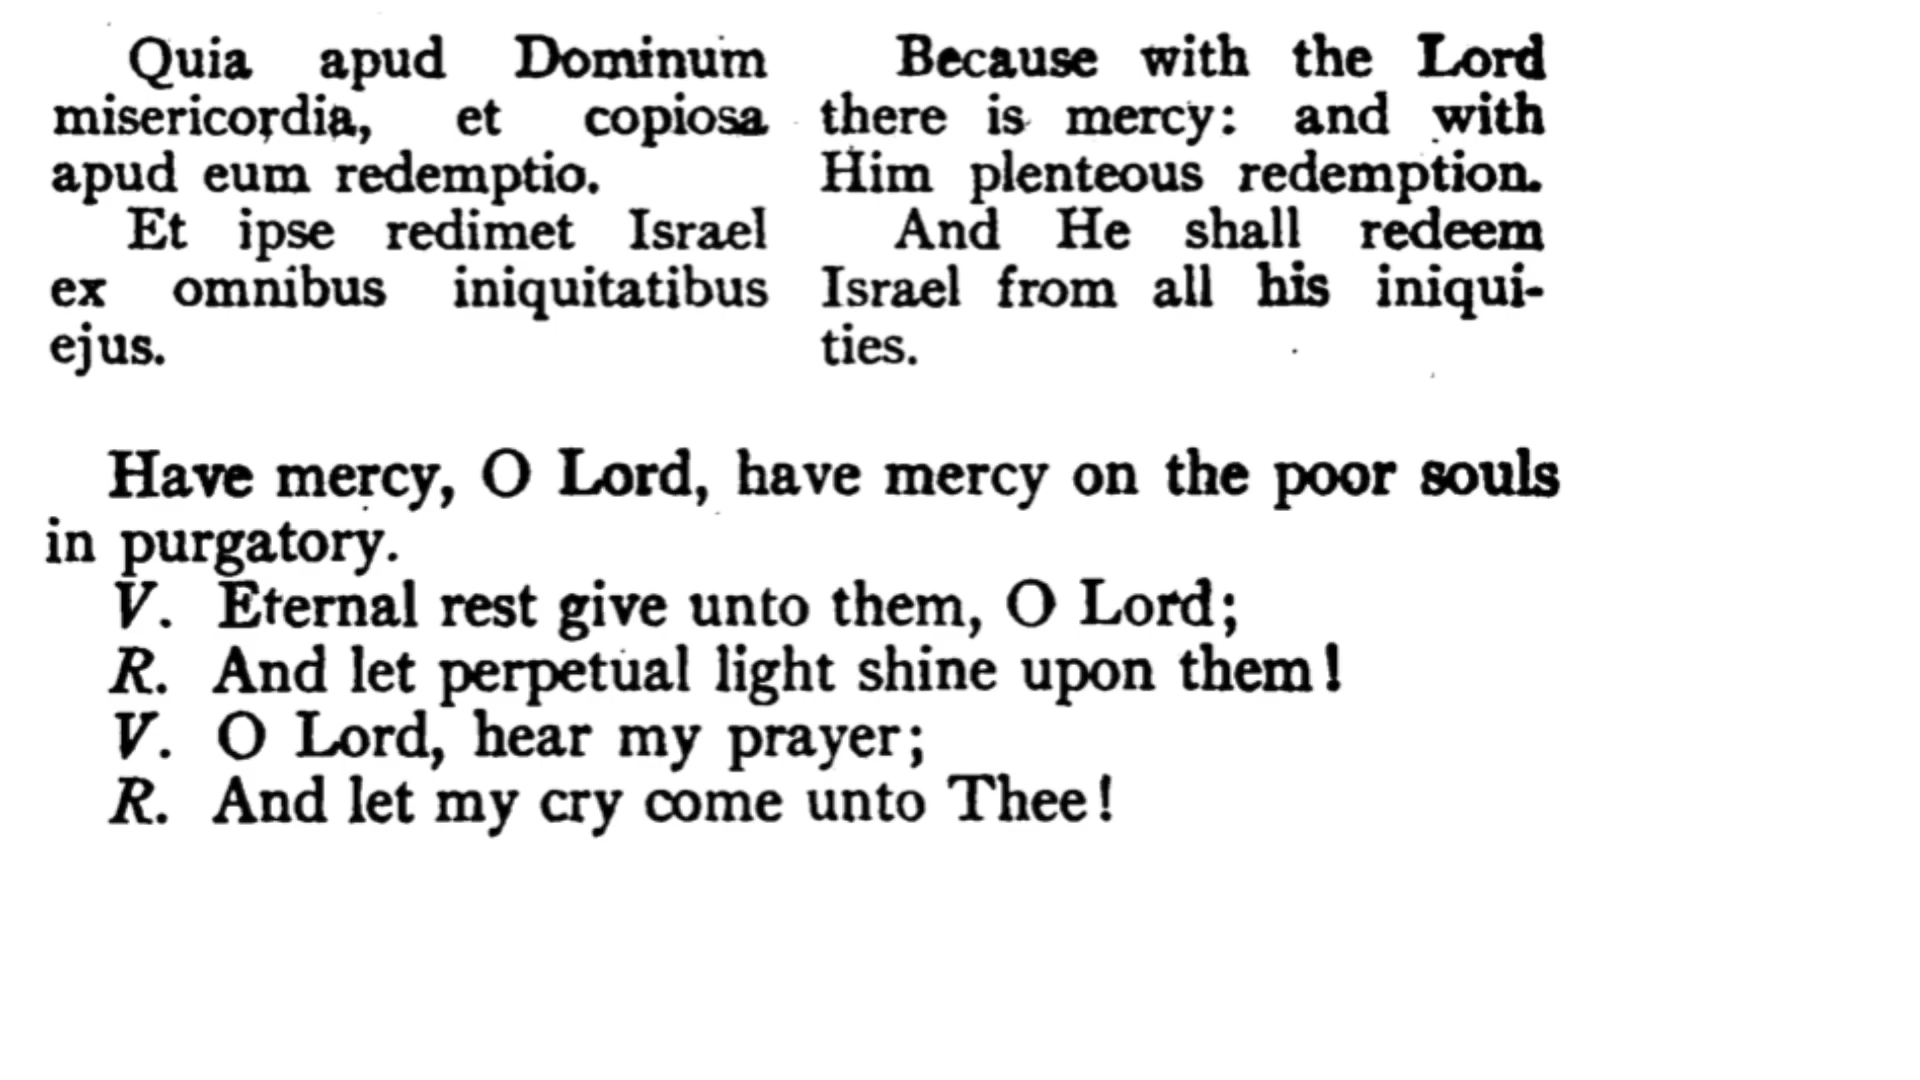 Quia apud Dominum
misericordia, et copiosa
apud eum redemptio.
Et ipse redimet Israel
ex omnibus iniquitatibus
ejus.
Because with the Lord
there is mercy: and with
Him plenteous redemption.
And He shall redeem
Israel from all his iniqui-
ties.
Have mercy, O Lord, have mercy on the poor souls
in purgatory.
V. Eternal rest give unto them, O Lord;
R. And let perpetual light shine upon them!
V. O Lord, hear my prayer;
R. And let my cry come unto Thee!